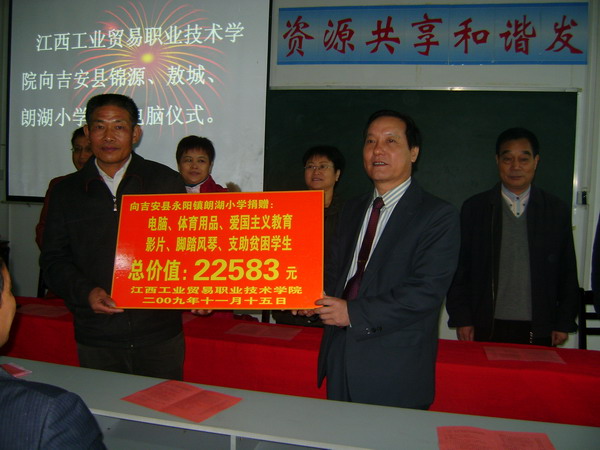 江西工业贸易职业技术学
院向吉安县锦源、敖城、
朗湖小学 电脑仪式。
资源共享和谐发
向吉安县永阳镇朗湖小学捐赠：
电脑、体育用品、爱国主义教育
影片、脚踏风琴、支助贫困学生
总价值：22583元
江西工业贸易职业技术学院
二00九年十一月十五日